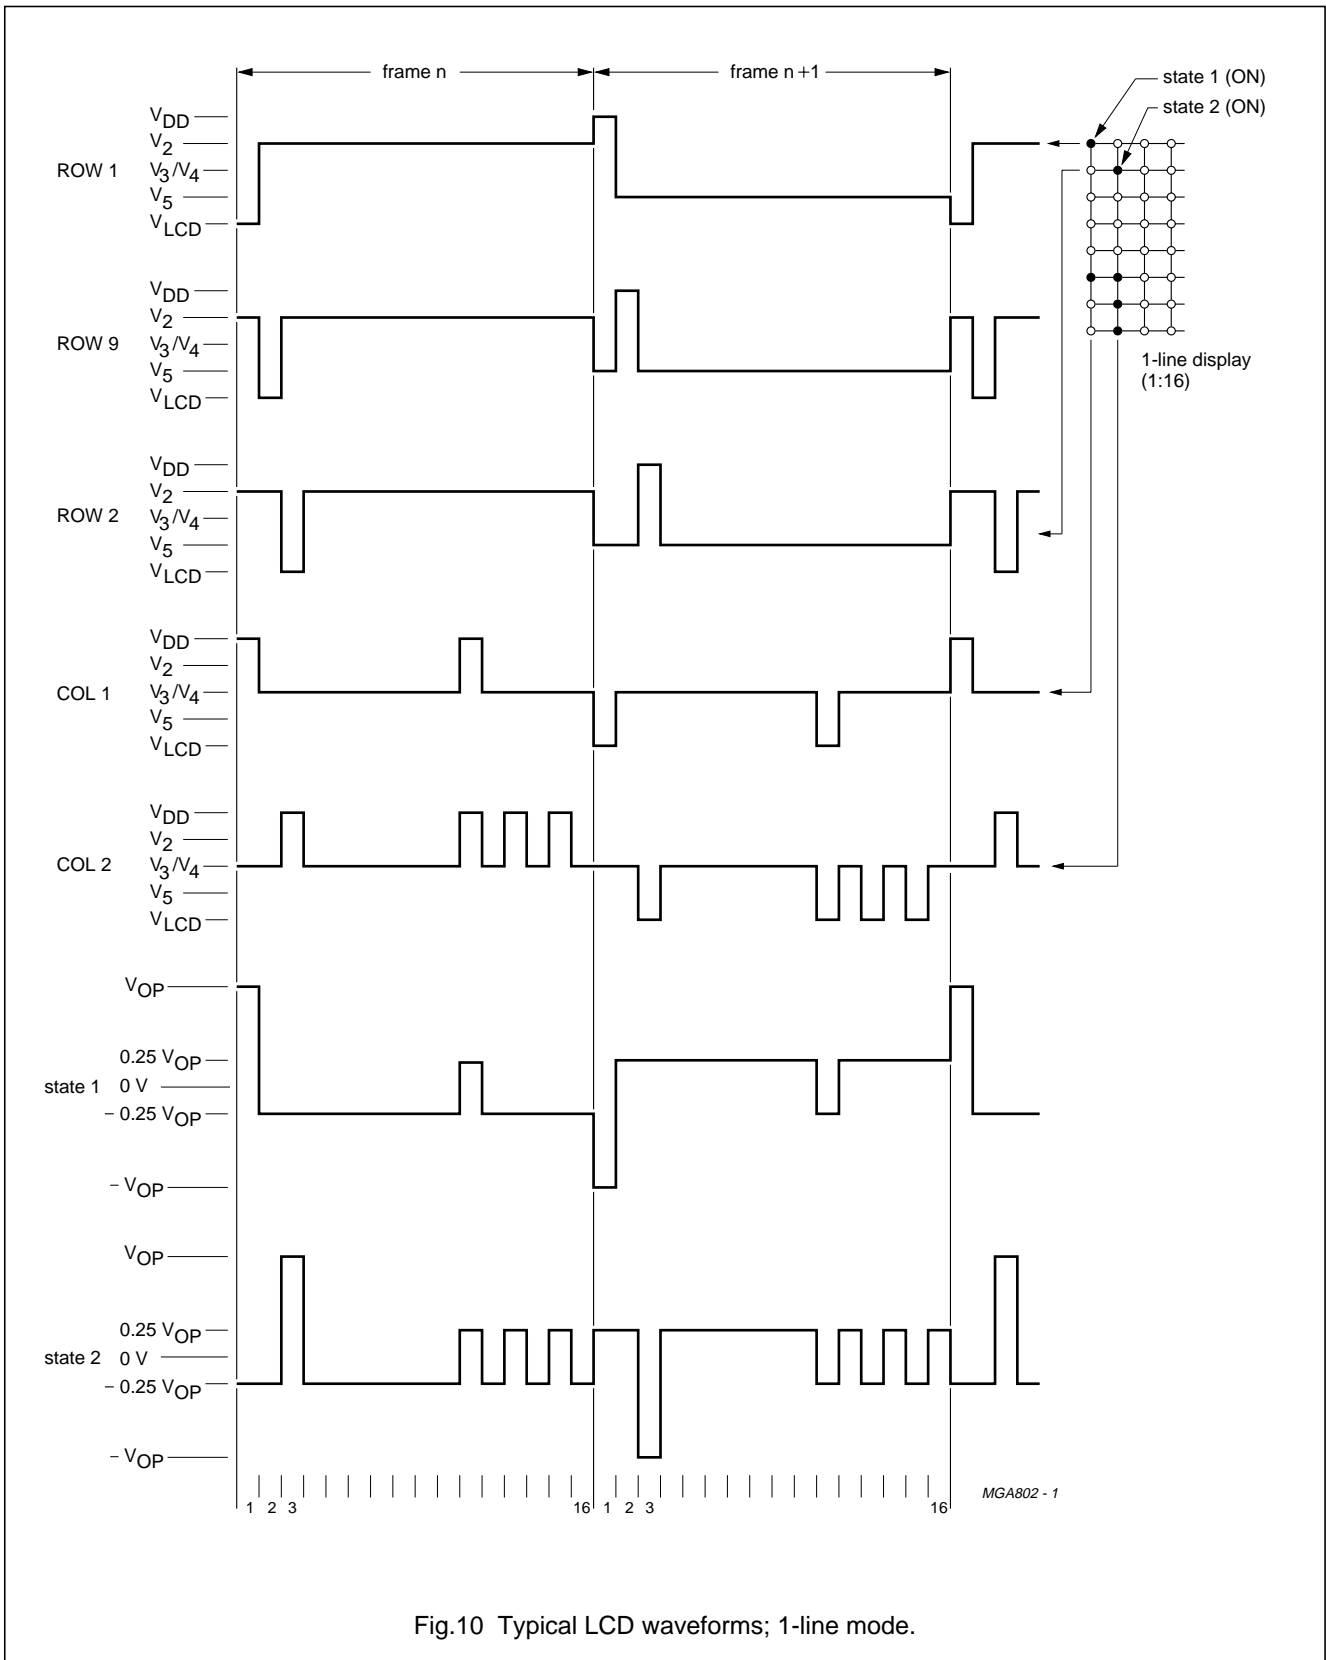 frame n
frame n +1
state 1 (ON)
state 2 (ON)
ROW 1
VDD
V2
V3/V4
V5
VLCD
ROW 9
VDD
V2
V3/V4
V5
VLCD
1-line display
(1:16)
ROW 2
VDD
V2
V3/V4
V5
VLCD
COL 1
VDD
V2
V3/V4
V5
VLCD
COL 2
VDD
V2
V3/V4
V5
VLCD
state 1
VOP
0.25 VOP
0 V
– 0.25 VOP
– VOP
state 2
VOP
0.25 VOP
0 V
– 0.25 VOP
– VOP
1 2 3 16 1 2 3 16
MGA802 - 1
Fig.10 Typical LCD waveforms; 1-line mode.